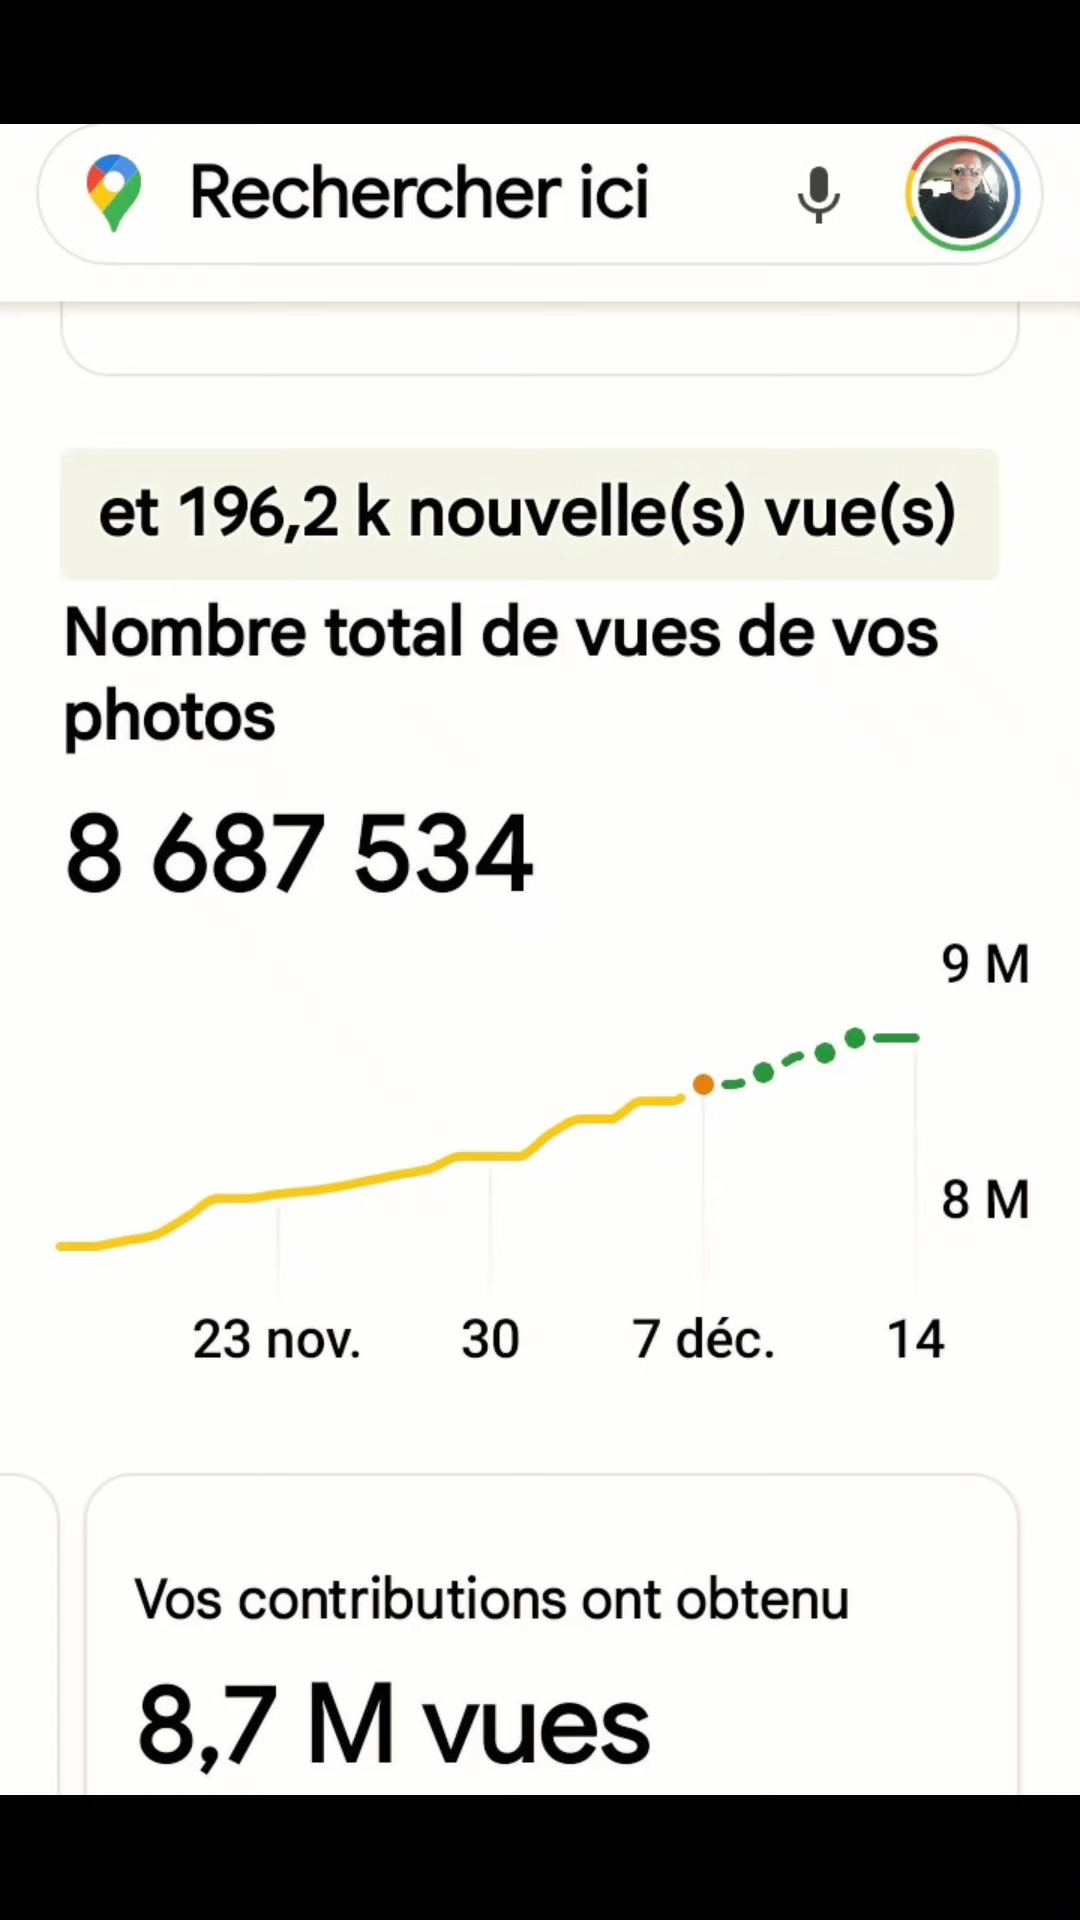 Rechercher ici
et 196,2 k nouvelle(s) vue(s)
Nombre total de vues de vos
photos
8 687 534
9 M
8 M
23 nov.
30
7 déc.
14
Vos contributions ont obtenu
8,7 M vues